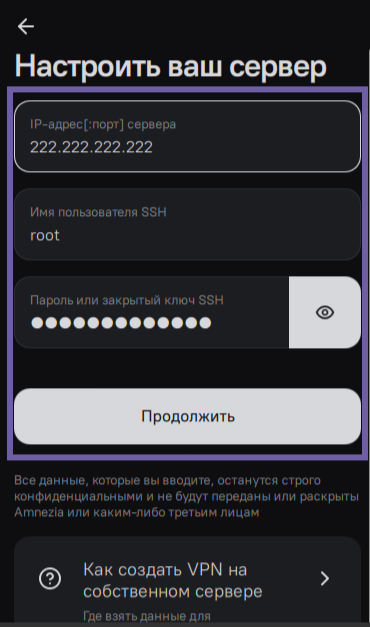 Настроить ваш сервер
IP-адрес[:порт] сервера
222.222.222.222
Имя пользователя SSH
root
Пароль или закрытый ключ SSH
●●●●●●●●●●●●●
Продолжить
Все данные, которые вы вводите, останутся строго
конфиденциальными и не будут переданы или раскрыты
Amnezia или каким-либо третьим лицам
Как создать VPN на
собственном сервере
Где взять данные для